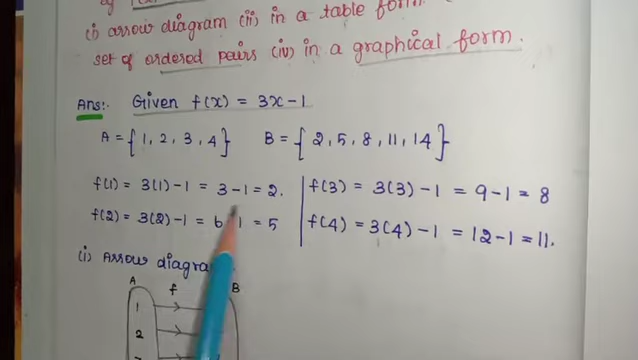 (i) arrow diagram (ii) in a table form
set of ordered pairs (iv) in a graphical form.
Ans:- Given f(x) = 3x-1
A = {1, 2, 3, 4} B = {2, 5, 8, 11, 14}
f(1) = 3(1)-1 = 3-1 = 2. f(3) = 3(3)-1 = 9-1 = 8
f(2) = 3(2)-1 = 6 1 = 5 f(4) = 3(4)-1 = 12-1 = 11.
(i) Arrow diagra
A f B
1
2